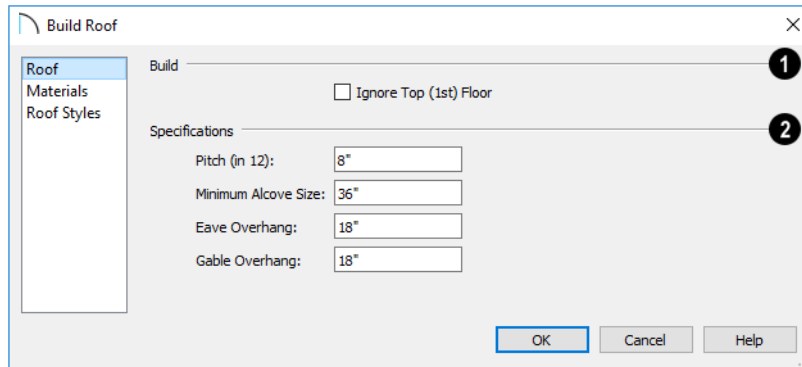 Build Roof
Roof
Materials
Roof Styles
Build
1
Ignore Top (1st) Floor
Specifications
2
Pitch (in 12): 8"
Minimum Alcove Size: 36"
Eave Overhang: 18"
Gable Overhang: 18"
OK Cancel Help